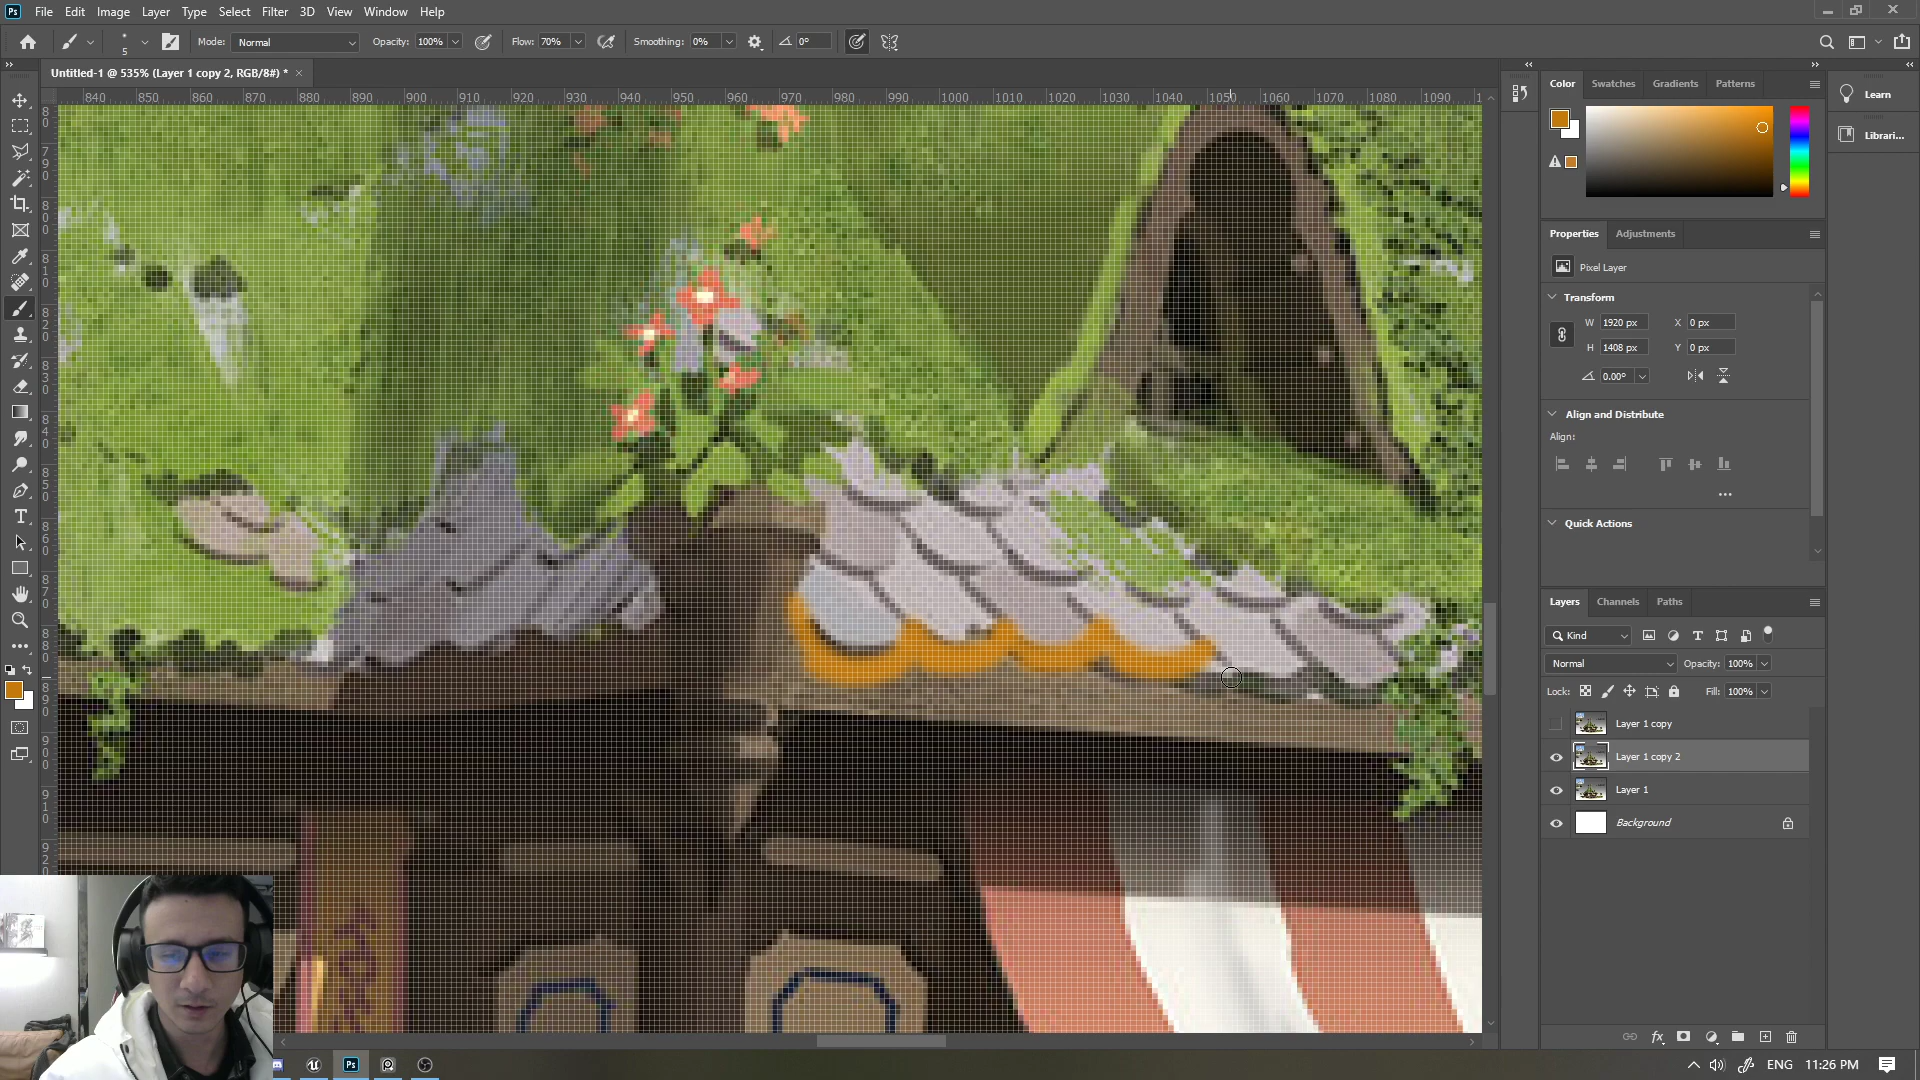 Ps File Edit Image Layer Type Select Filter 3D View Window Help
5 Mode: Normal Opacity: 100% Flow: 70% Smoothing: 0% 0°
Untitled-1 @ 535% (Layer 1 copy 2, RGB/8#) * ×
840 850 860 870 880 890 900 910 920 930 940 950 960 970 980 990 1000 1010 1020 1030 1040 1050 1060 1070 1080 1090
Color Swatches Gradients Patterns
Learn
Librari...
Properties Adjustments
Pixel Layer
Transform
W 1920 px X 0 px
H 1408 px Y 0 px
0.00°
Align and Distribute
Align:
Quick Actions
Layers Channels Paths
Kind
Normal Opacity: 100%
Lock: Fill: 100%
Layer 1 copy
Layer 1 copy 2
Layer 1
Background
Ps ENG 11:26 PM